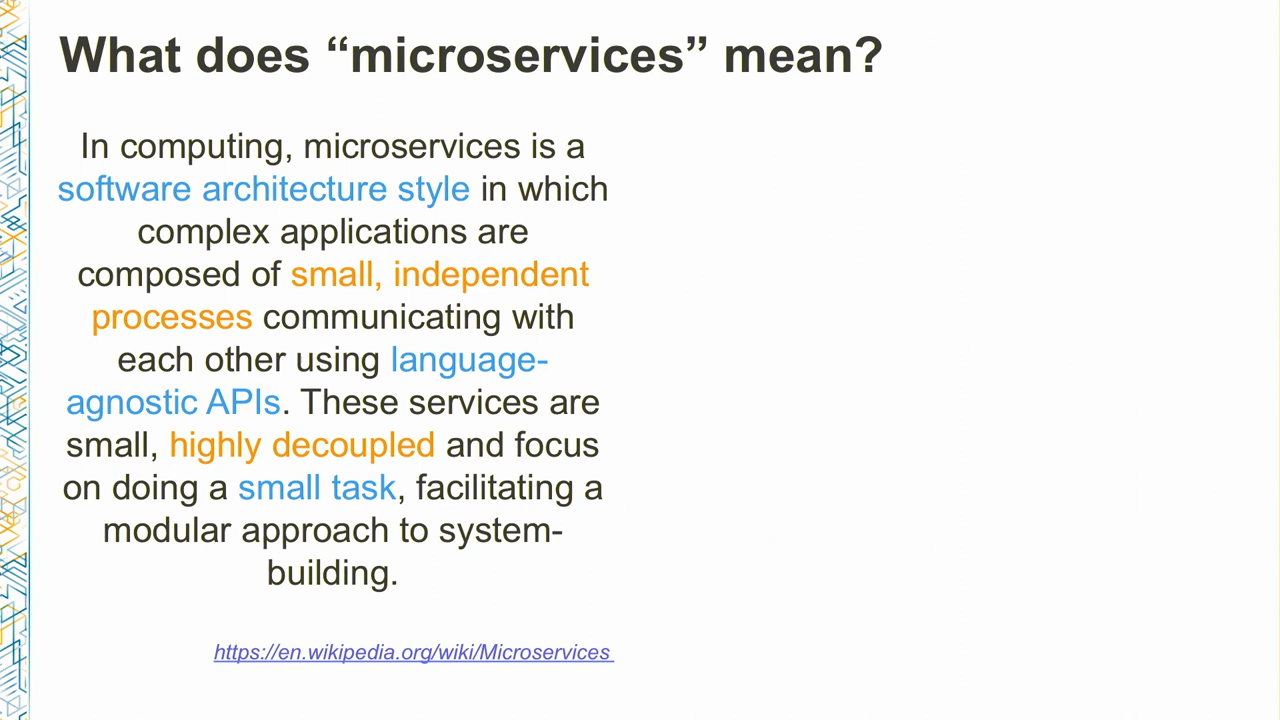 What does “microservices” mean?
In computing, microservices is a
software architecture style in which
complex applications are
composed of small, independent
processes communicating with
each other using language-
agnostic APIs. These services are
small, highly decoupled and focus
on doing a small task, facilitating a
modular approach to system-
building.
https://en.wikipedia.org/wiki/Microservices